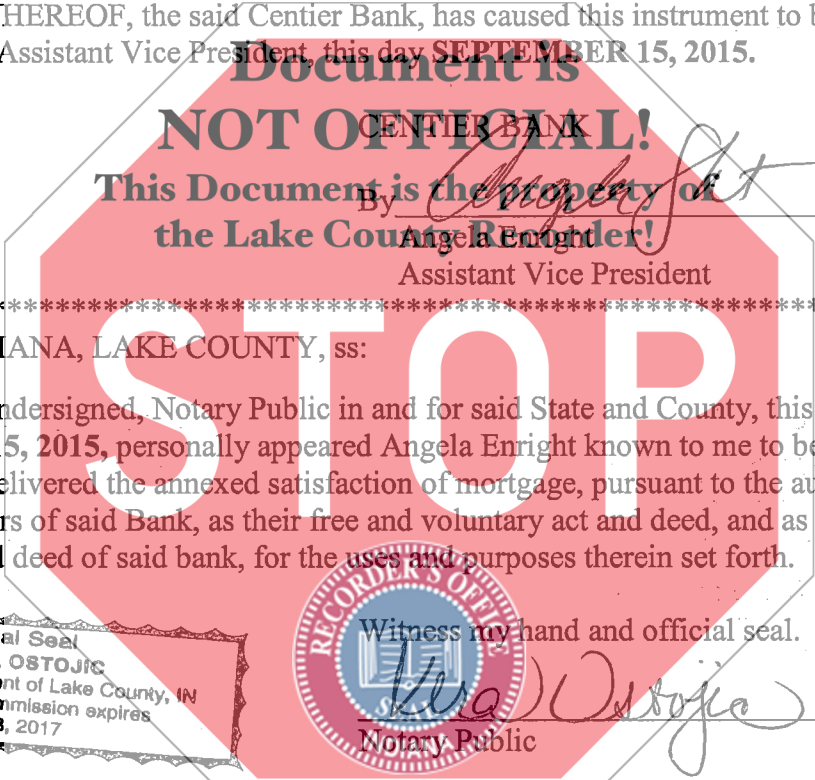 HEREOF, the said Centier Bank, has caused this instrument to b
Assistant Vice President, this day SEPTEMBER 15, 2015.
Document is
NOT OFFICIAL!
CENTIER BANK
This Document is the property of
By Angela
the Lake County Recorder!
Angela Enright
Assistant Vice President
IANA, LAKE COUNTY, ss:
STOP
ndersigned, Notary Public in and for said State and County, this
5, 2015, personally appeared Angela Enright known to me to be
elivered the annexed satisfaction of mortgage, pursuant to the au
rs of said Bank, as their free and voluntary act and deed, and as
deed of said bank, for the uses and purposes therein set forth.
RECORDER'S OFFICE
SEAL
INDIANA
Witness my hand and official seal.
Vera Ostojic
Notary Public
al Seal
OSTOJIC
nt of Lake County, IN
mmission expires
, 2017